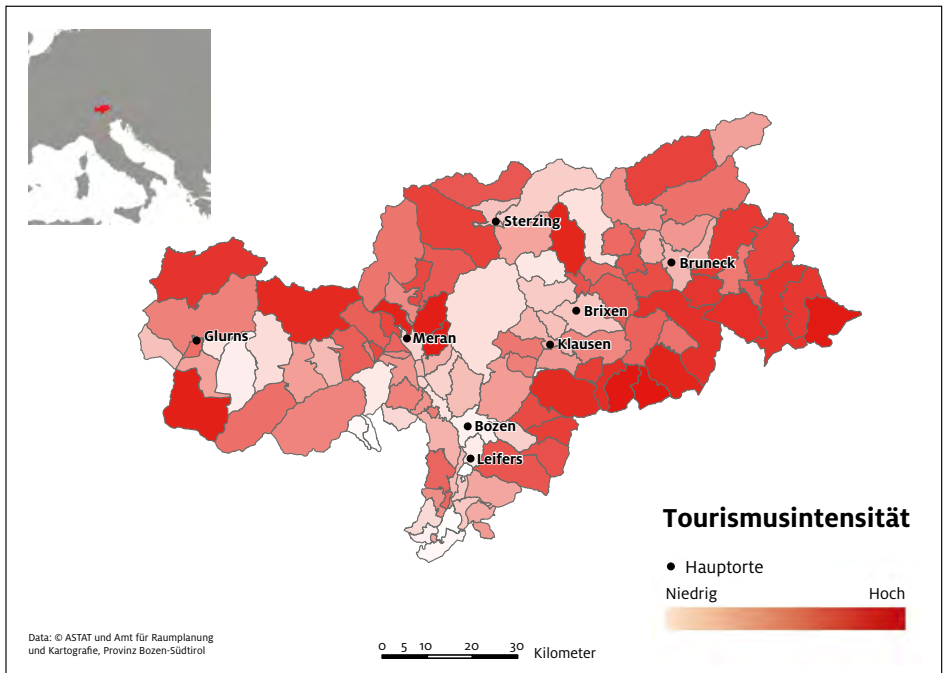 Sterzing
Bruneck
Brixen
Glurns
Meran
Klausen
Bozen
Leifers
Tourismusintensität
Hauptorte
Niedrig Hoch
Data: © ASTAT und Amt für Raumplanung
und Kartografie, Provinz Bozen-Südtirol
0 5 10 20 30 Kilometer